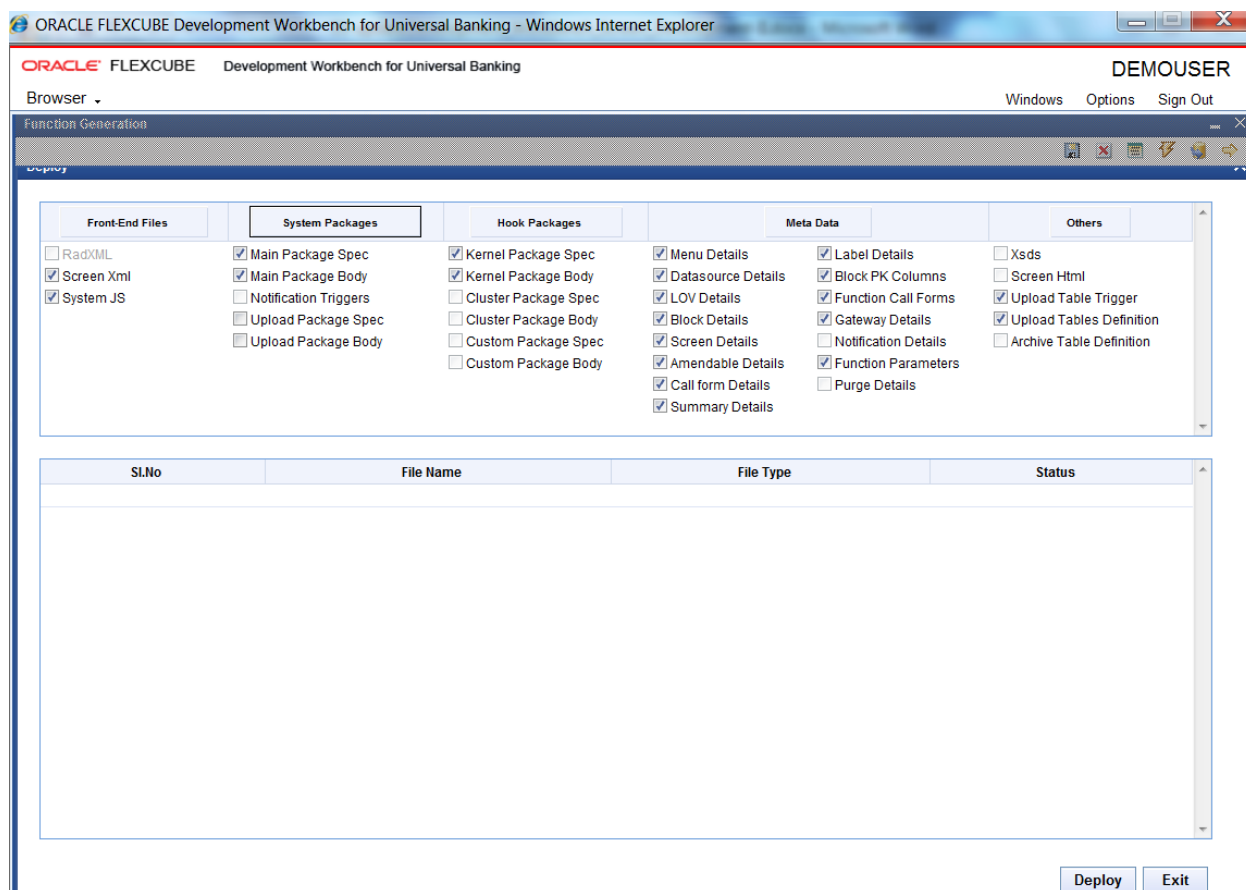 ORACLE FLEXCUBE Development Workbench for Universal Banking - Windows Internet Explorer
ORACLE FLEXCUBE Development Workbench for Universal Banking
DEMOUSER
Browser
Windows Options Sign Out
Function Generation
Deploy
Front-End Files System Packages Hook Packages Meta Data Others
RadXML Main Package Spec Kernel Package Spec Menu Details Label Details Xsds
Screen Xml Main Package Body Kernel Package Body Datasource Details Block PK Columns Screen Html
System JS Notification Triggers Cluster Package Spec LOV Details Function Call Forms Upload Table Trigger
Upload Package Spec Cluster Package Body Block Details Gateway Details Upload Tables Definition
Upload Package Body Custom Package Spec Screen Details Notification Details Archive Table Definition
Custom Package Body Amendable Details Function Parameters
Call form Details Purge Details
Summary Details
Sl.No File Name File Type Status
Deploy Exit